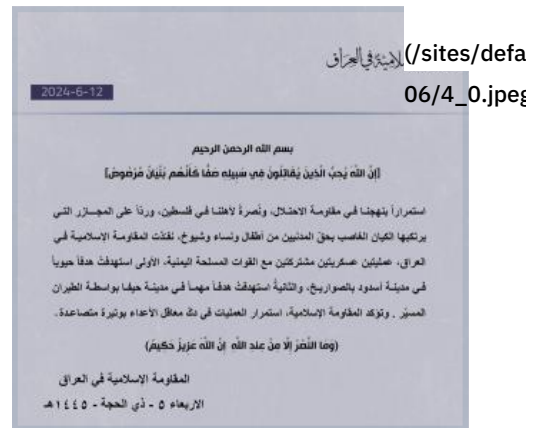 لامية في العراق
(/sites/defa
2024-6-12
06/4_0.jpeg
بسم الله الرحمن الرحيم
(إِنَّ اللَّهَ يُحِبُّ الَّذِينَ يُقَاتِلُونَ فِي سَبِيلِهِ صَفًّا كَأَنَّهُم بُنْيَانٌ مَّرْصُوصٌ)
استمراراً بنهجنا في مقاومة الاحتلال، ونُصرةً لأهلنا في فلسطين، ورداً على المجازر التي
يرتكبها الكيان الغاصب بحق المدنيين من أطفال ونساء وشيوخ، نفذت المقاومة الاسلامية في
العراق، عمليتين عسكريتين مشتركتين مع القوات المسلحة اليمنية، الأولى استهدفت هدفاً حيوياً
في مدينة أسدود بالصواريخ، والثانية استهدفت هدفاً مهماً في مدينة حيفا بواسطة الطيران
المسيّر . وتؤكد المقاومة الإسلامية، استمرار العمليات في دكّ معاقل الأعداء بوتيرة متصاعدة.
(وَمَا النَّصْرُ إِلَّا مِنْ عِندِ اللَّهِ إِنَّ اللَّهَ عَزِيزٌ حَكِيمٌ)
المقاومة الإسلامية في العراق
الاربعاء ٥ - ذي الحجة - ١٤٤٥هـ